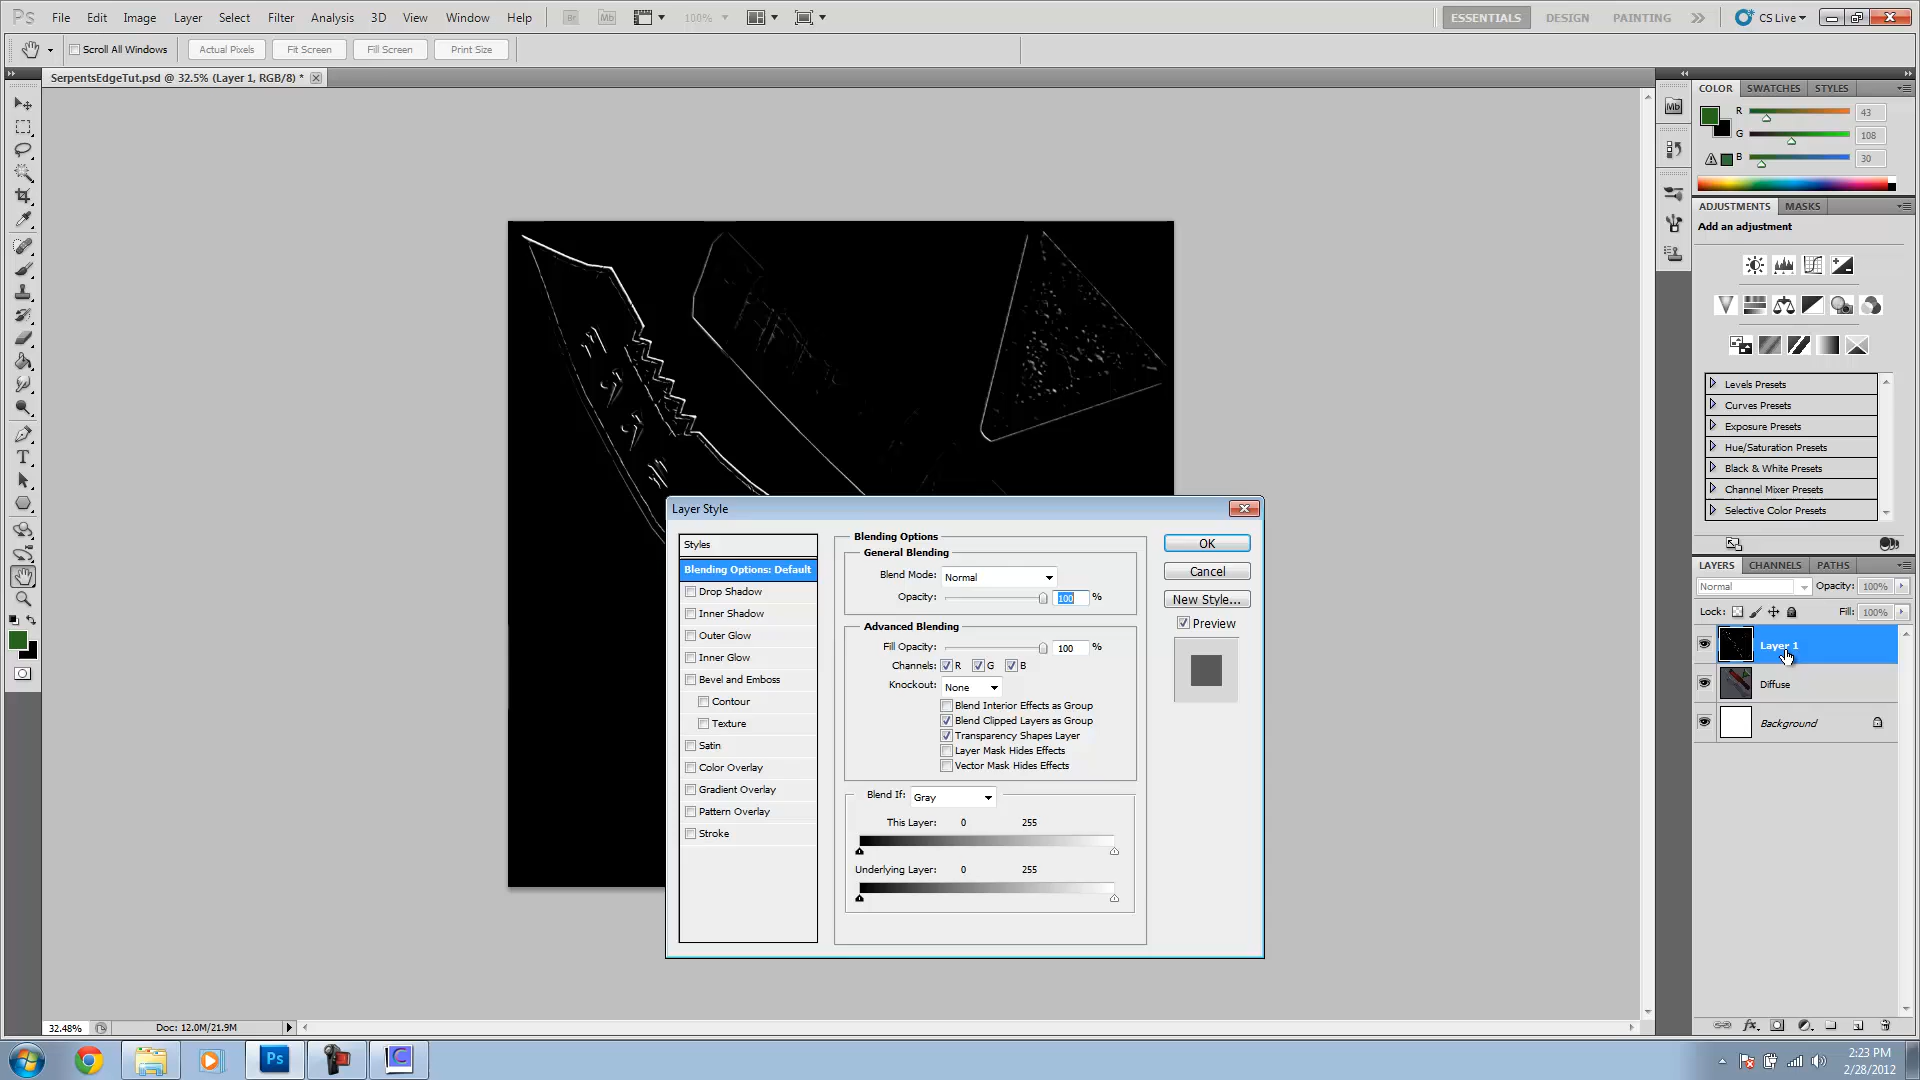 Ps File Edit Image Layer Select Filter Analysis 3D View Window Help Br Mb 100% ESSENTIALS DESIGN PAINTING CS Live
Scroll All Windows Actual Pixels Fit Screen Fill Screen Print Size
SerpentsEdgeTut.psd @ 32.5% (Layer 1, RGB/8) *
COLOR SWATCHES STYLES
Mb
R 43
G 108
B 30
ADJUSTMENTS MASKS
Add an adjustment
Levels Presets
Curves Presets
Exposure Presets
Hue/Saturation Presets
Black & White Presets
Channel Mixer Presets
Selective Color Presets
LAYERS CHANNELS PATHS
Normal Opacity: 100%
Lock: Fill: 100%
Layer 1
Diffuse
Background
Layer Style
Styles
Blending Options: Default
Drop Shadow
Inner Shadow
Outer Glow
Inner Glow
Bevel and Emboss
Contour
Texture
Satin
Color Overlay
Gradient Overlay
Pattern Overlay
Stroke
Blending Options
General Blending
Blend Mode: Normal
Opacity: 100 %
Advanced Blending
Fill Opacity: 100 %
Channels: R G B
Knockout: None
Blend Interior Effects as Group
Blend Clipped Layers as Group
Transparency Shapes Layer
Layer Mask Hides Effects
Vector Mask Hides Effects
Blend If: Gray
This Layer: 0 255
Underlying Layer: 0 255
OK
Cancel
New Style...
Preview
T
32.48% Doc: 12.0M/21.9M
Ps
2:23 PM
2/28/2012